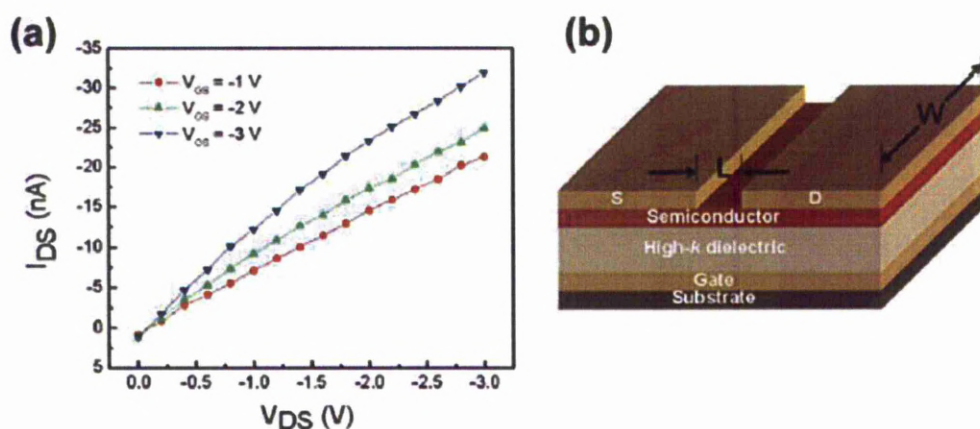 (a)
-35
-30
-25
-20
-15
-10
-5
0
5
I_DS (nA)
V_GS = -1 V
V_GS = -2 V
V_GS = -3 V
0.0 -0.5 -1.0 -1.5 -2.0 -2.5 -3.0
V_DS (V)
(b)
W
L
S D
Semiconductor
High-k dielectric
Gate
Substrate